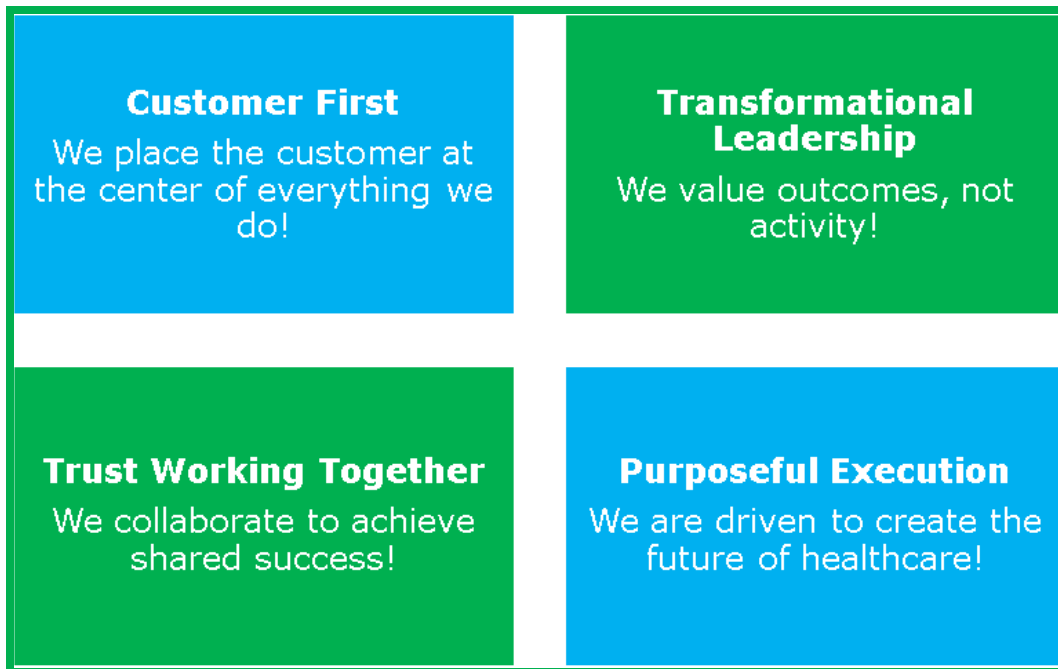 Customer First
We place the customer at
the center of everything we
do!
Transformational
Leadership
We value outcomes, not
activity!
Trust Working Together
We collaborate to achieve
shared success!
Purposeful Execution
We are driven to create the
future of healthcare!